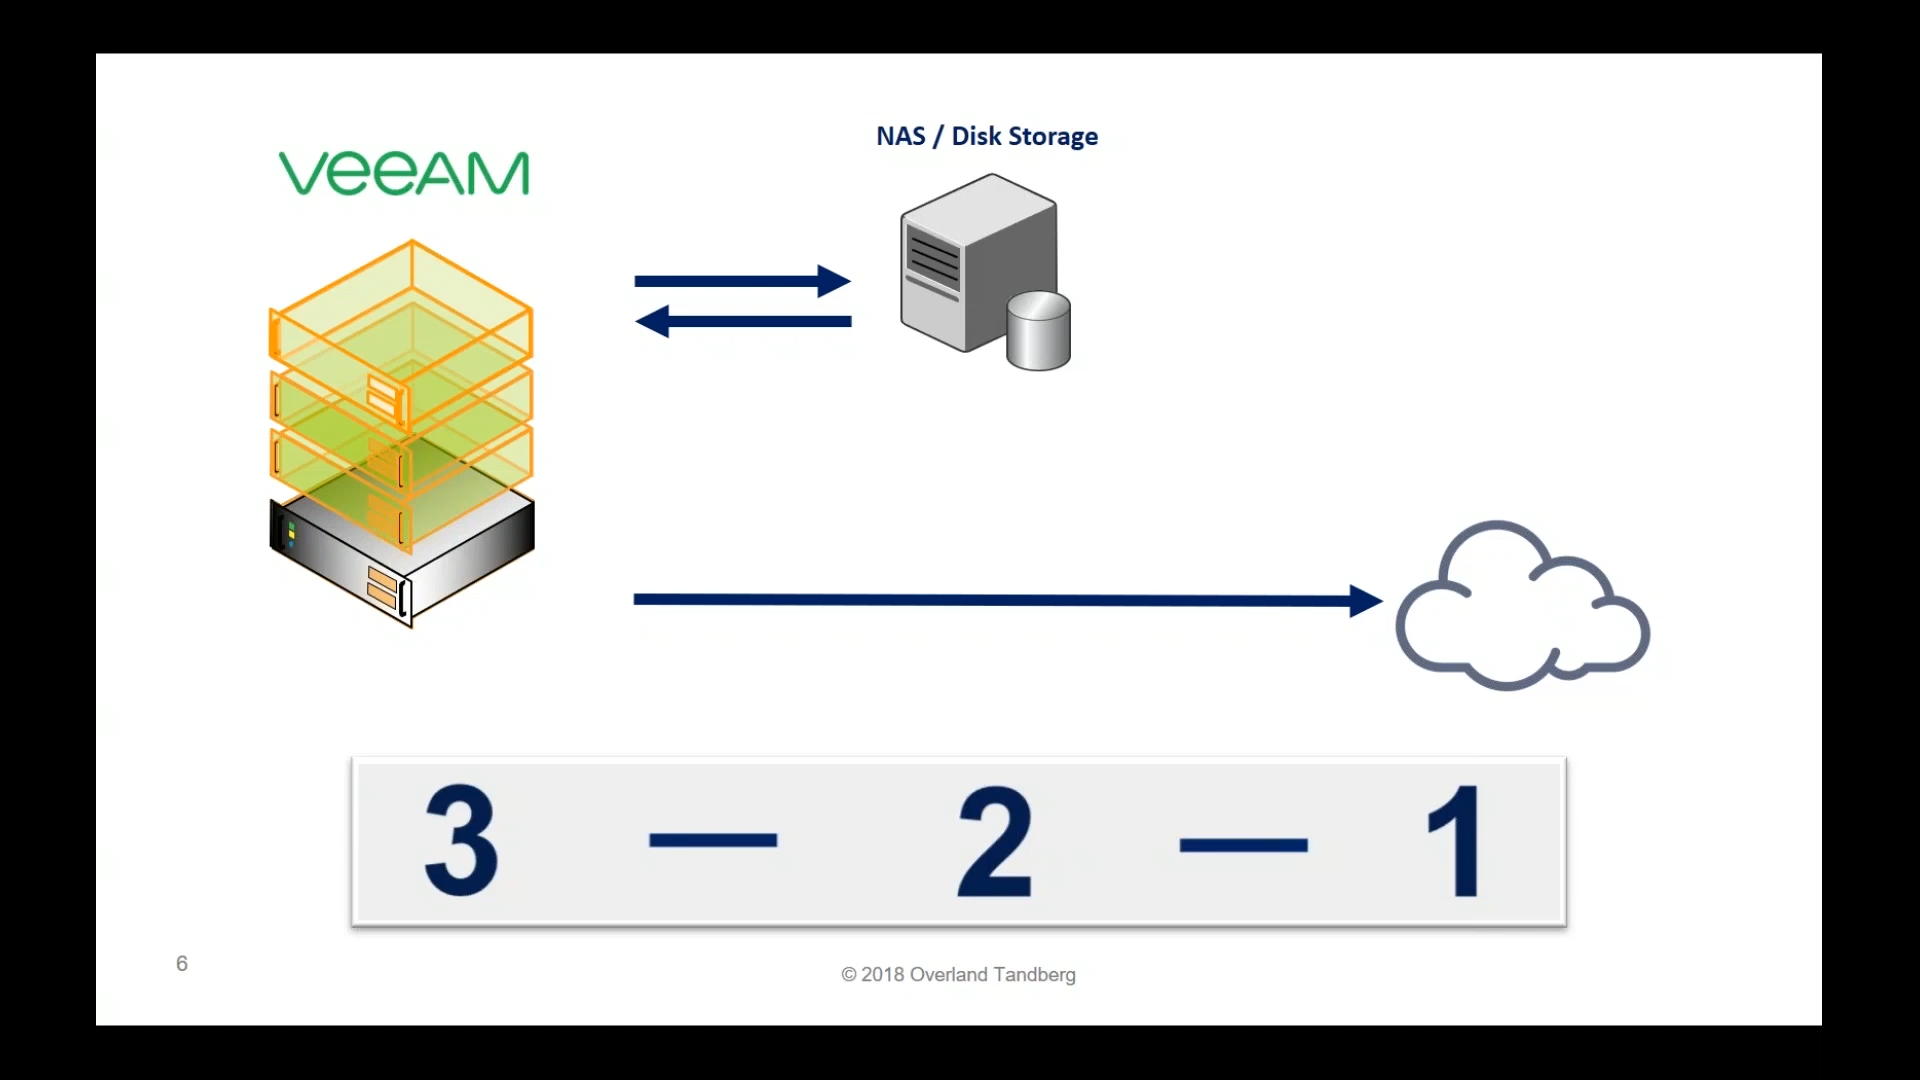 veeAM
NAS / Disk Storage
3 — 2 — 1
6
© 2018 Overland Tandberg